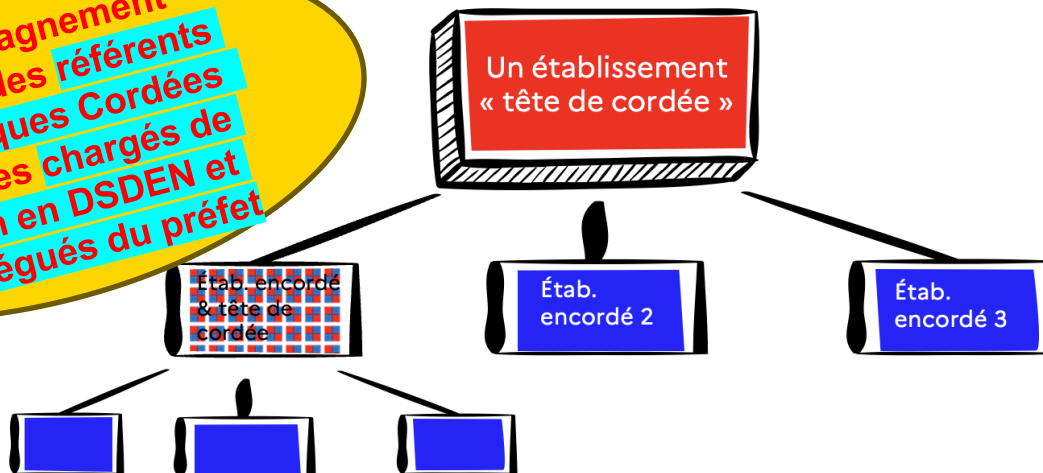 agnement
des référents
ques Cordées
es chargés de
n en DSDEN et
égués du préfet
Un établissement
« tête de cordée »
Étab. encordé
& tête de
cordée
Étab.
encordé 2
Étab.
encordé 3